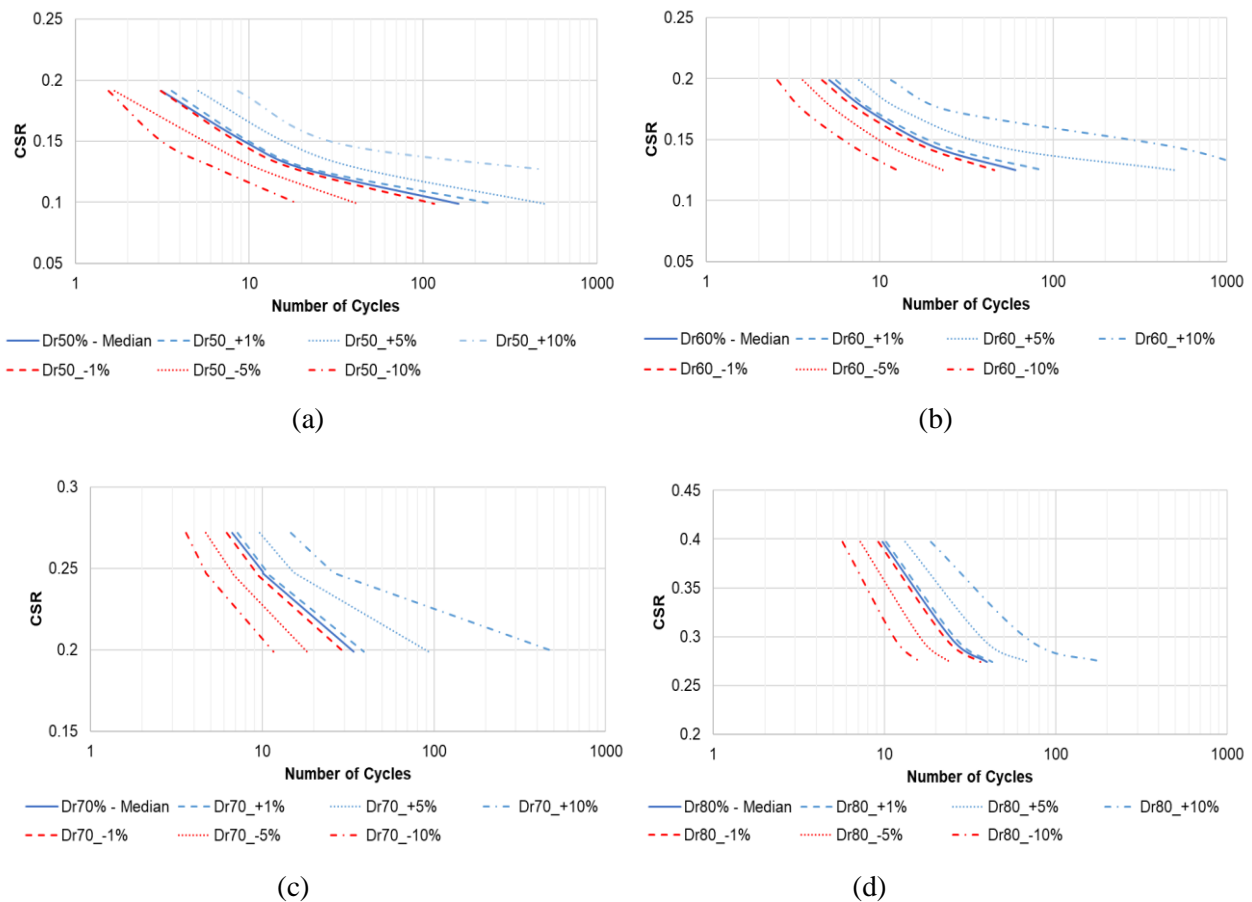 0.25
0.2
0.15
0.1
0.05
CSR
1 10 100 1000
Number of Cycles
Dr50% - Median Dr50_+1% Dr50_+5% Dr50_+10%
Dr50_-1% Dr50_-5% Dr50_-10%
(a)
0.25
0.2
0.15
0.1
0.05
CSR
1 10 100 1000
Number of Cycles
Dr60% - Median Dr60_+1% Dr60_+5% Dr60_+10%
Dr60_-1% Dr60_-5% Dr60_-10%
(b)
0.3
0.25
0.2
0.15
CSR
1 10 100 1000
Number of Cycles
Dr70% - Median Dr70_+1% Dr70_+5% Dr70_+10%
Dr70_-1% Dr70_-5% Dr70_-10%
(c)
0.45
0.4
0.35
0.3
0.25
0.2
CSR
1 10 100 1000
Number of Cycles
Dr80% - Median Dr80_+1% Dr80_+5% Dr80_+10%
Dr80_-1% Dr80_-5% Dr80_-10%
(d)